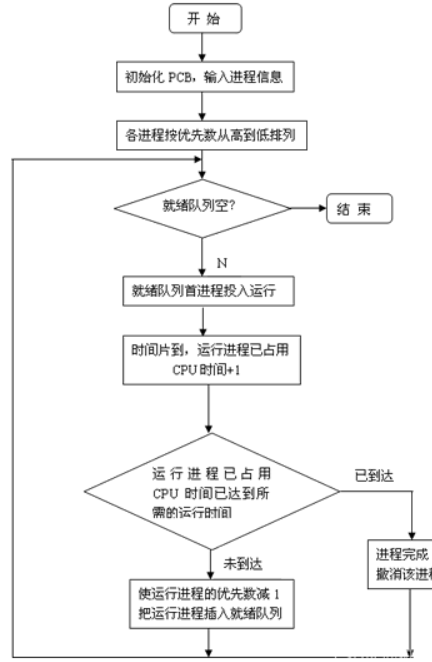 开 始
初始化 PCB，输入进程信息
各进程按优先数从高到低排列
就绪队列空?
结 束
N
就绪队列首进程投入运行
时间片到，运行进程已占用
CPU 时间+1
运 行 进 程 已 占 用
CPU 时间已达到所
需的运行时间
已到达
未到达
进程完成
撤消该进程
使运行进程的优先数减 1
把运行进程插入就绪队列